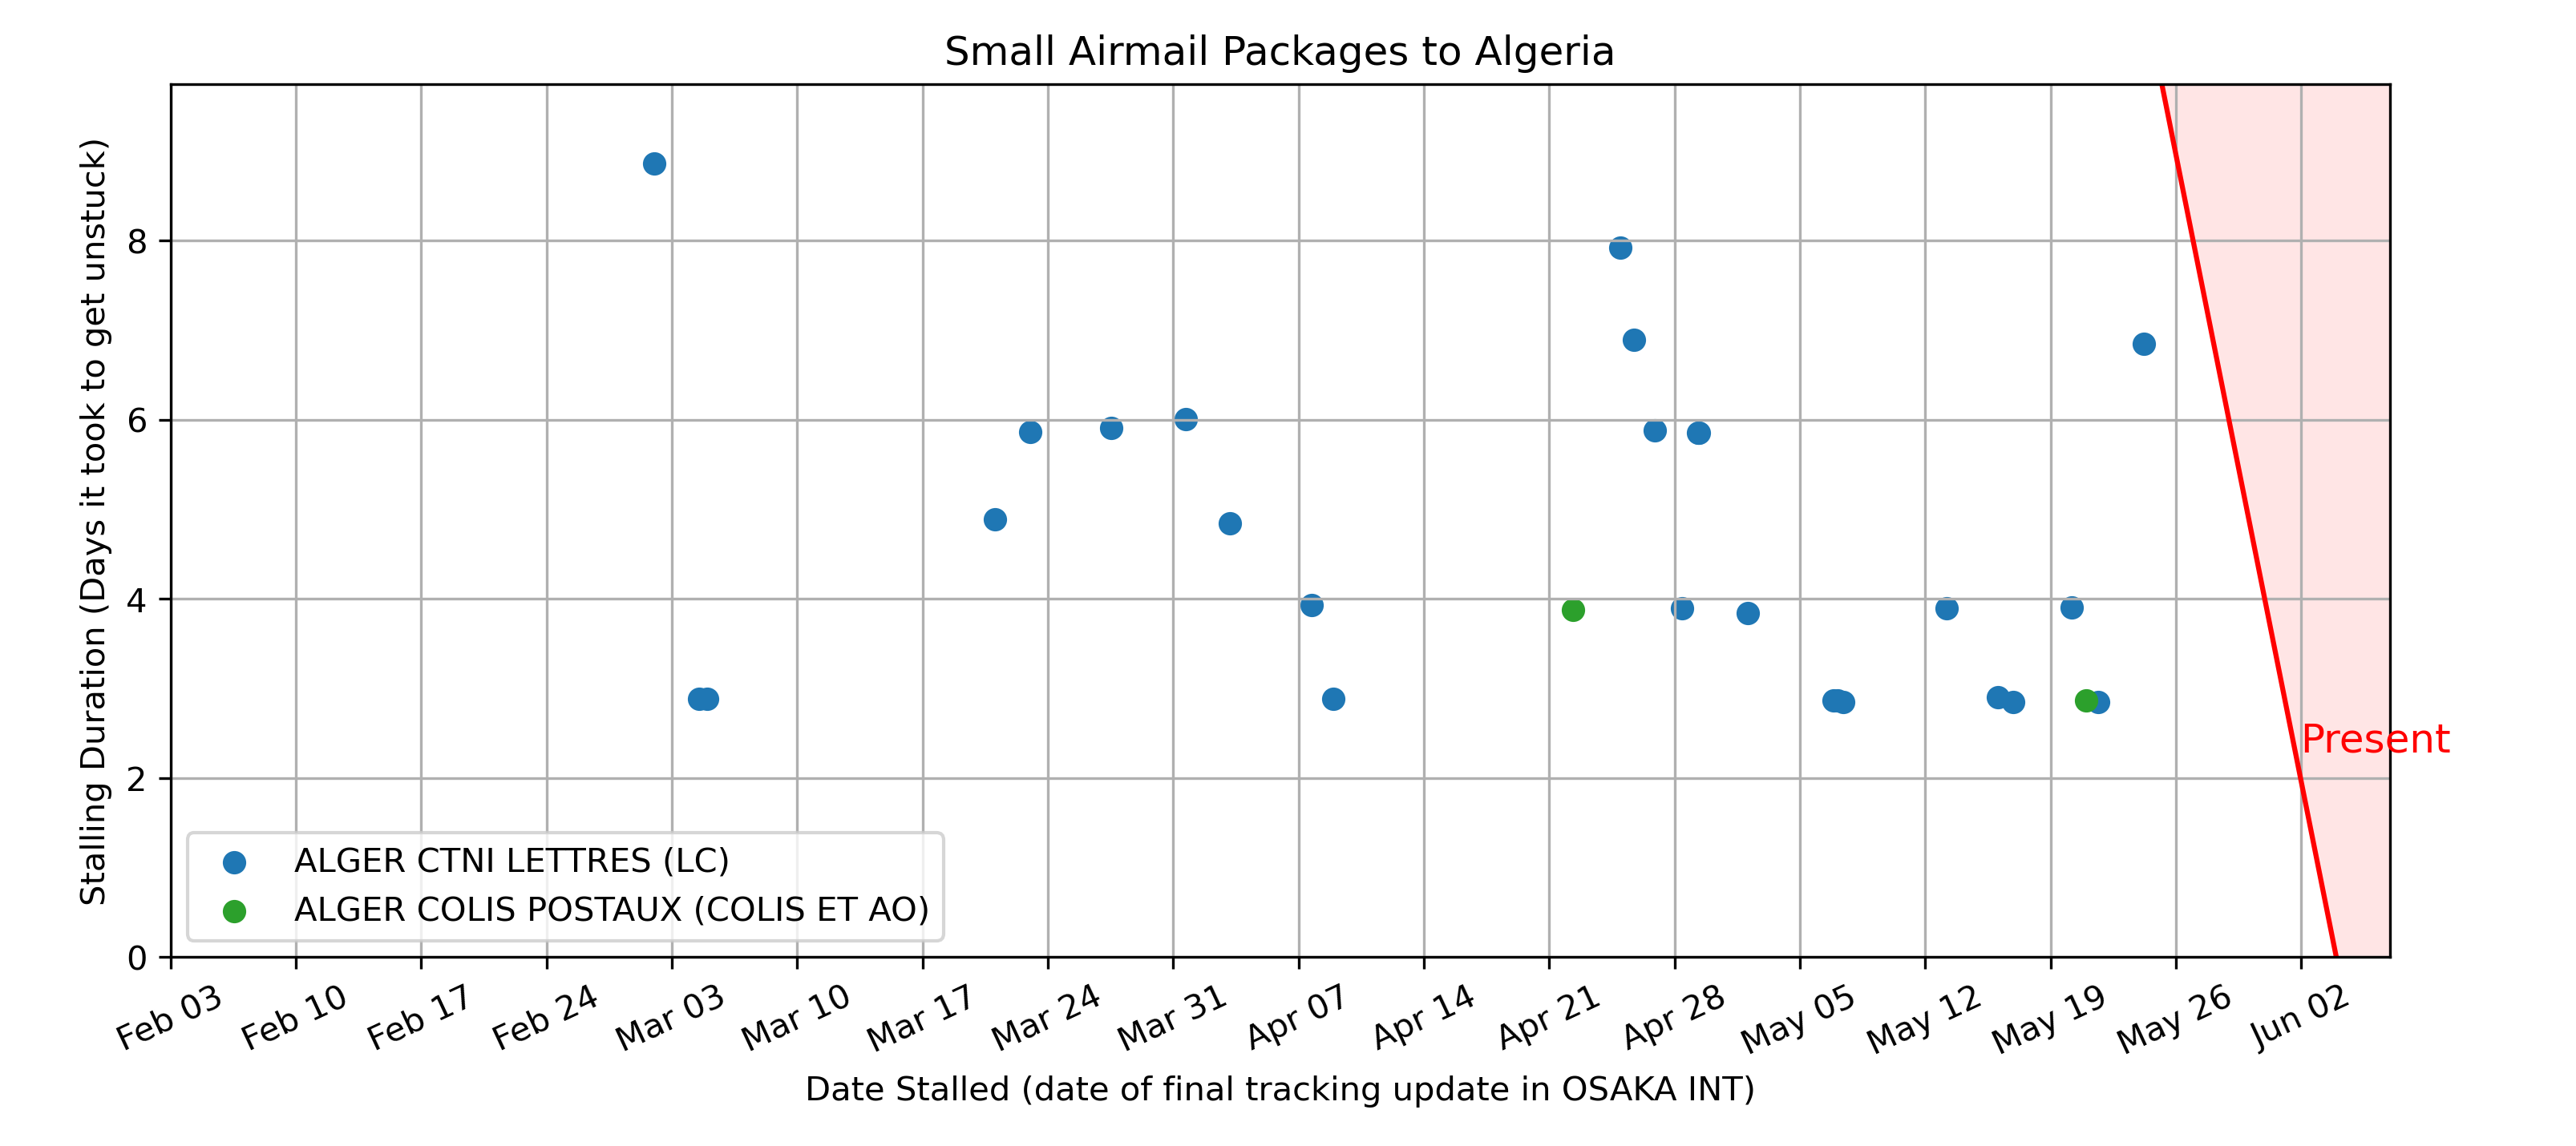 Small Airmail Packages to Algeria
Stalling Duration (Days it took to get unstuck)
8
6
4
2
0
Present
ALGER CTNI LETTRES (LC)
ALGER COLIS POSTAUX (COLIS ET AO)
Feb 03
Feb 10
Feb 17
Feb 24
Mar 03
Mar 10
Mar 17
Mar 24
Mar 31
Apr 07
Apr 14
Apr 21
Apr 28
May 05
May 12
May 19
May 26
Jun 02
Date Stalled (date of final tracking update in OSAKA INT)